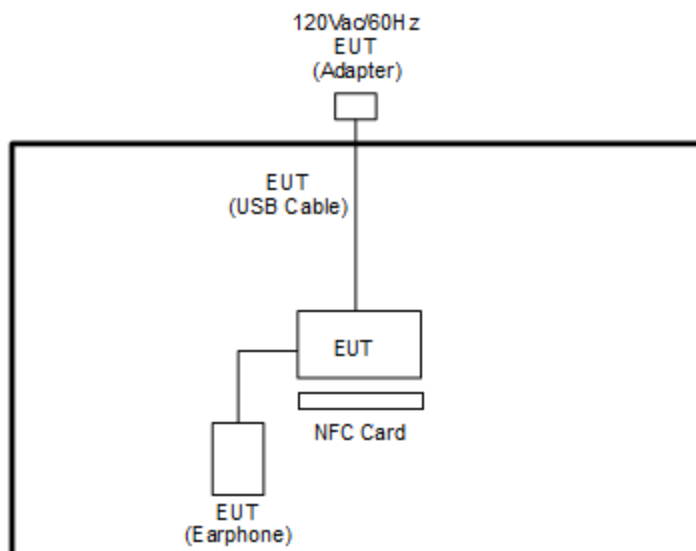 120Vac/60Hz
EUT
(Adapter)
EUT
(USB Cable)
EUT
NFC Card
EUT
(Earphone)